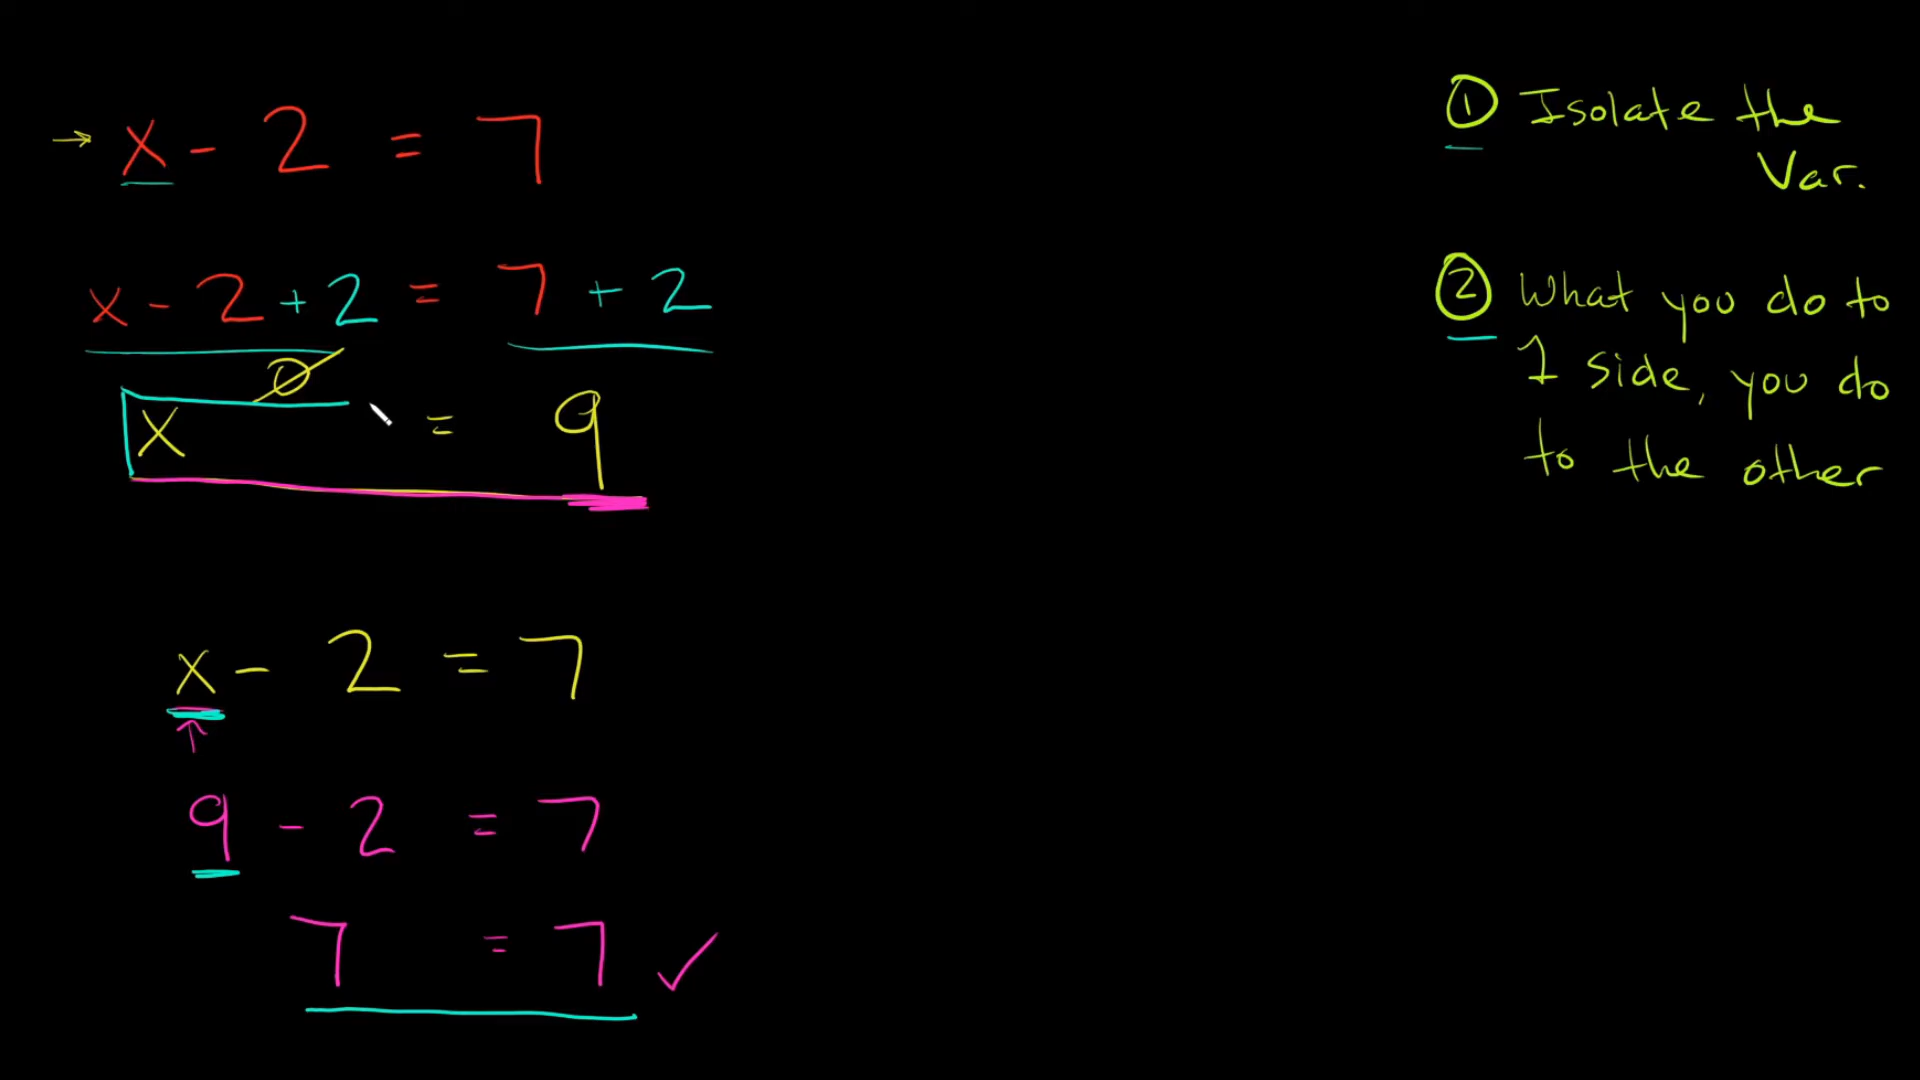 → x - 2 = 7
x - 2 + 2 = 7 + 2
0
x = 9
x - 2 = 7
↑
9 - 2 = 7
7 = 7 ✓
① Isolate the
Var.
② What you do to
1 side, you do
to the other